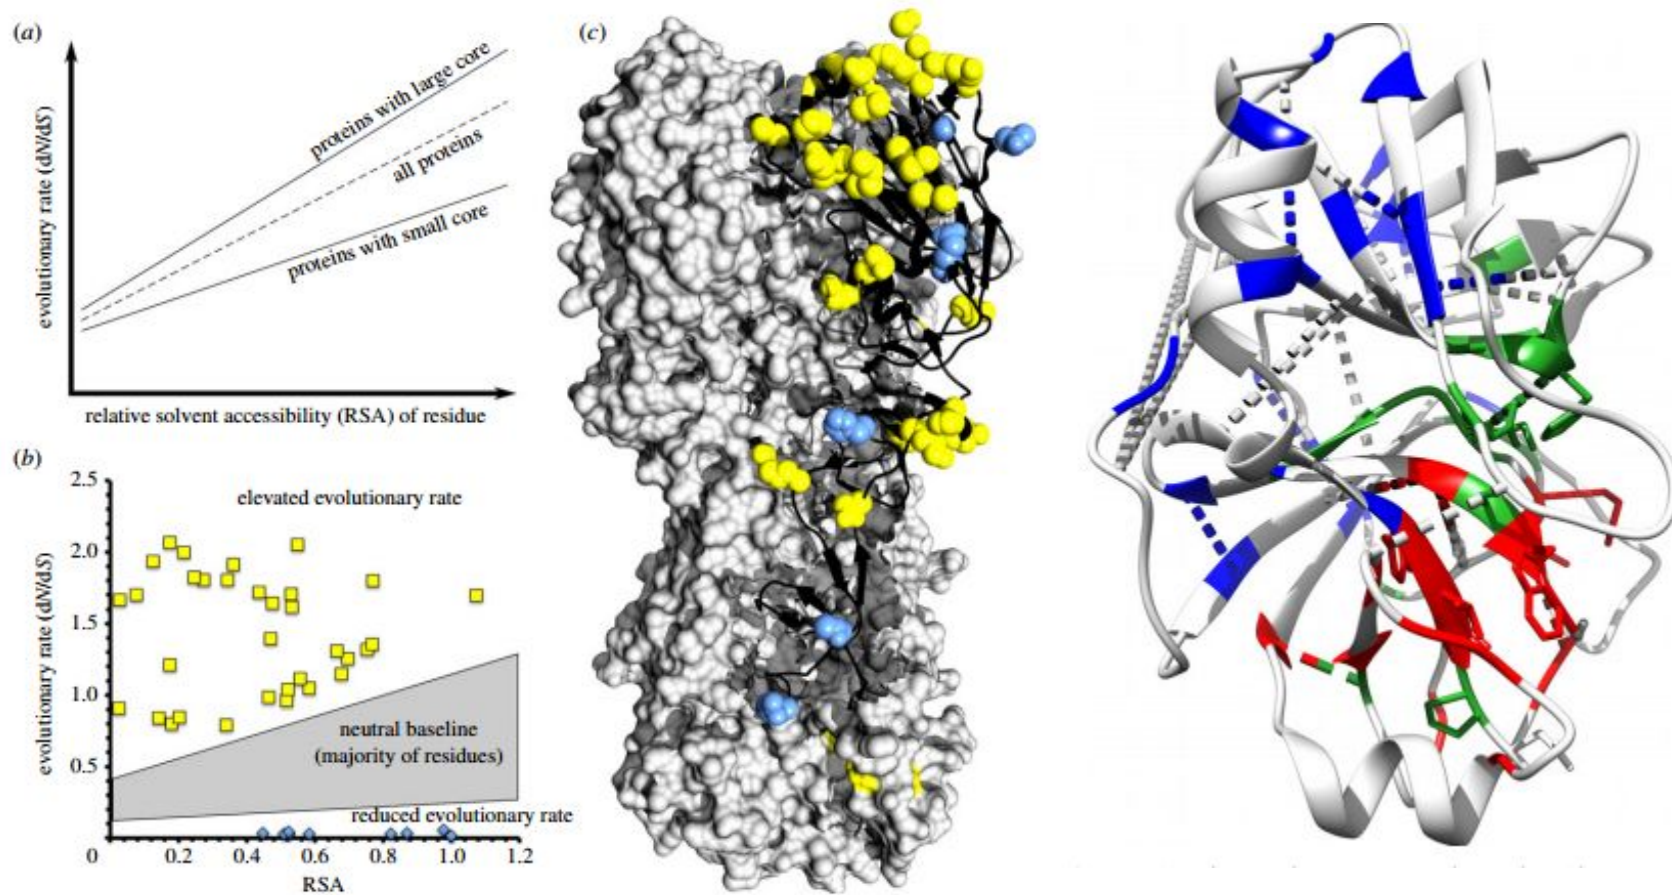 (a)
evolutionary rate (dN/dS)
proteins with large core
all proteins
proteins with small core
relative solvent accessibility (RSA) of residue
(b)
evolutionary rate (dN/dS)
2.5
2.0
1.5
1.0
0.5
0
elevated evolutionary rate
neutral baseline
(majority of residues)
reduced evolutionary rate
0.2
0.6
0.8
1.0
1.2
RSA
(c)